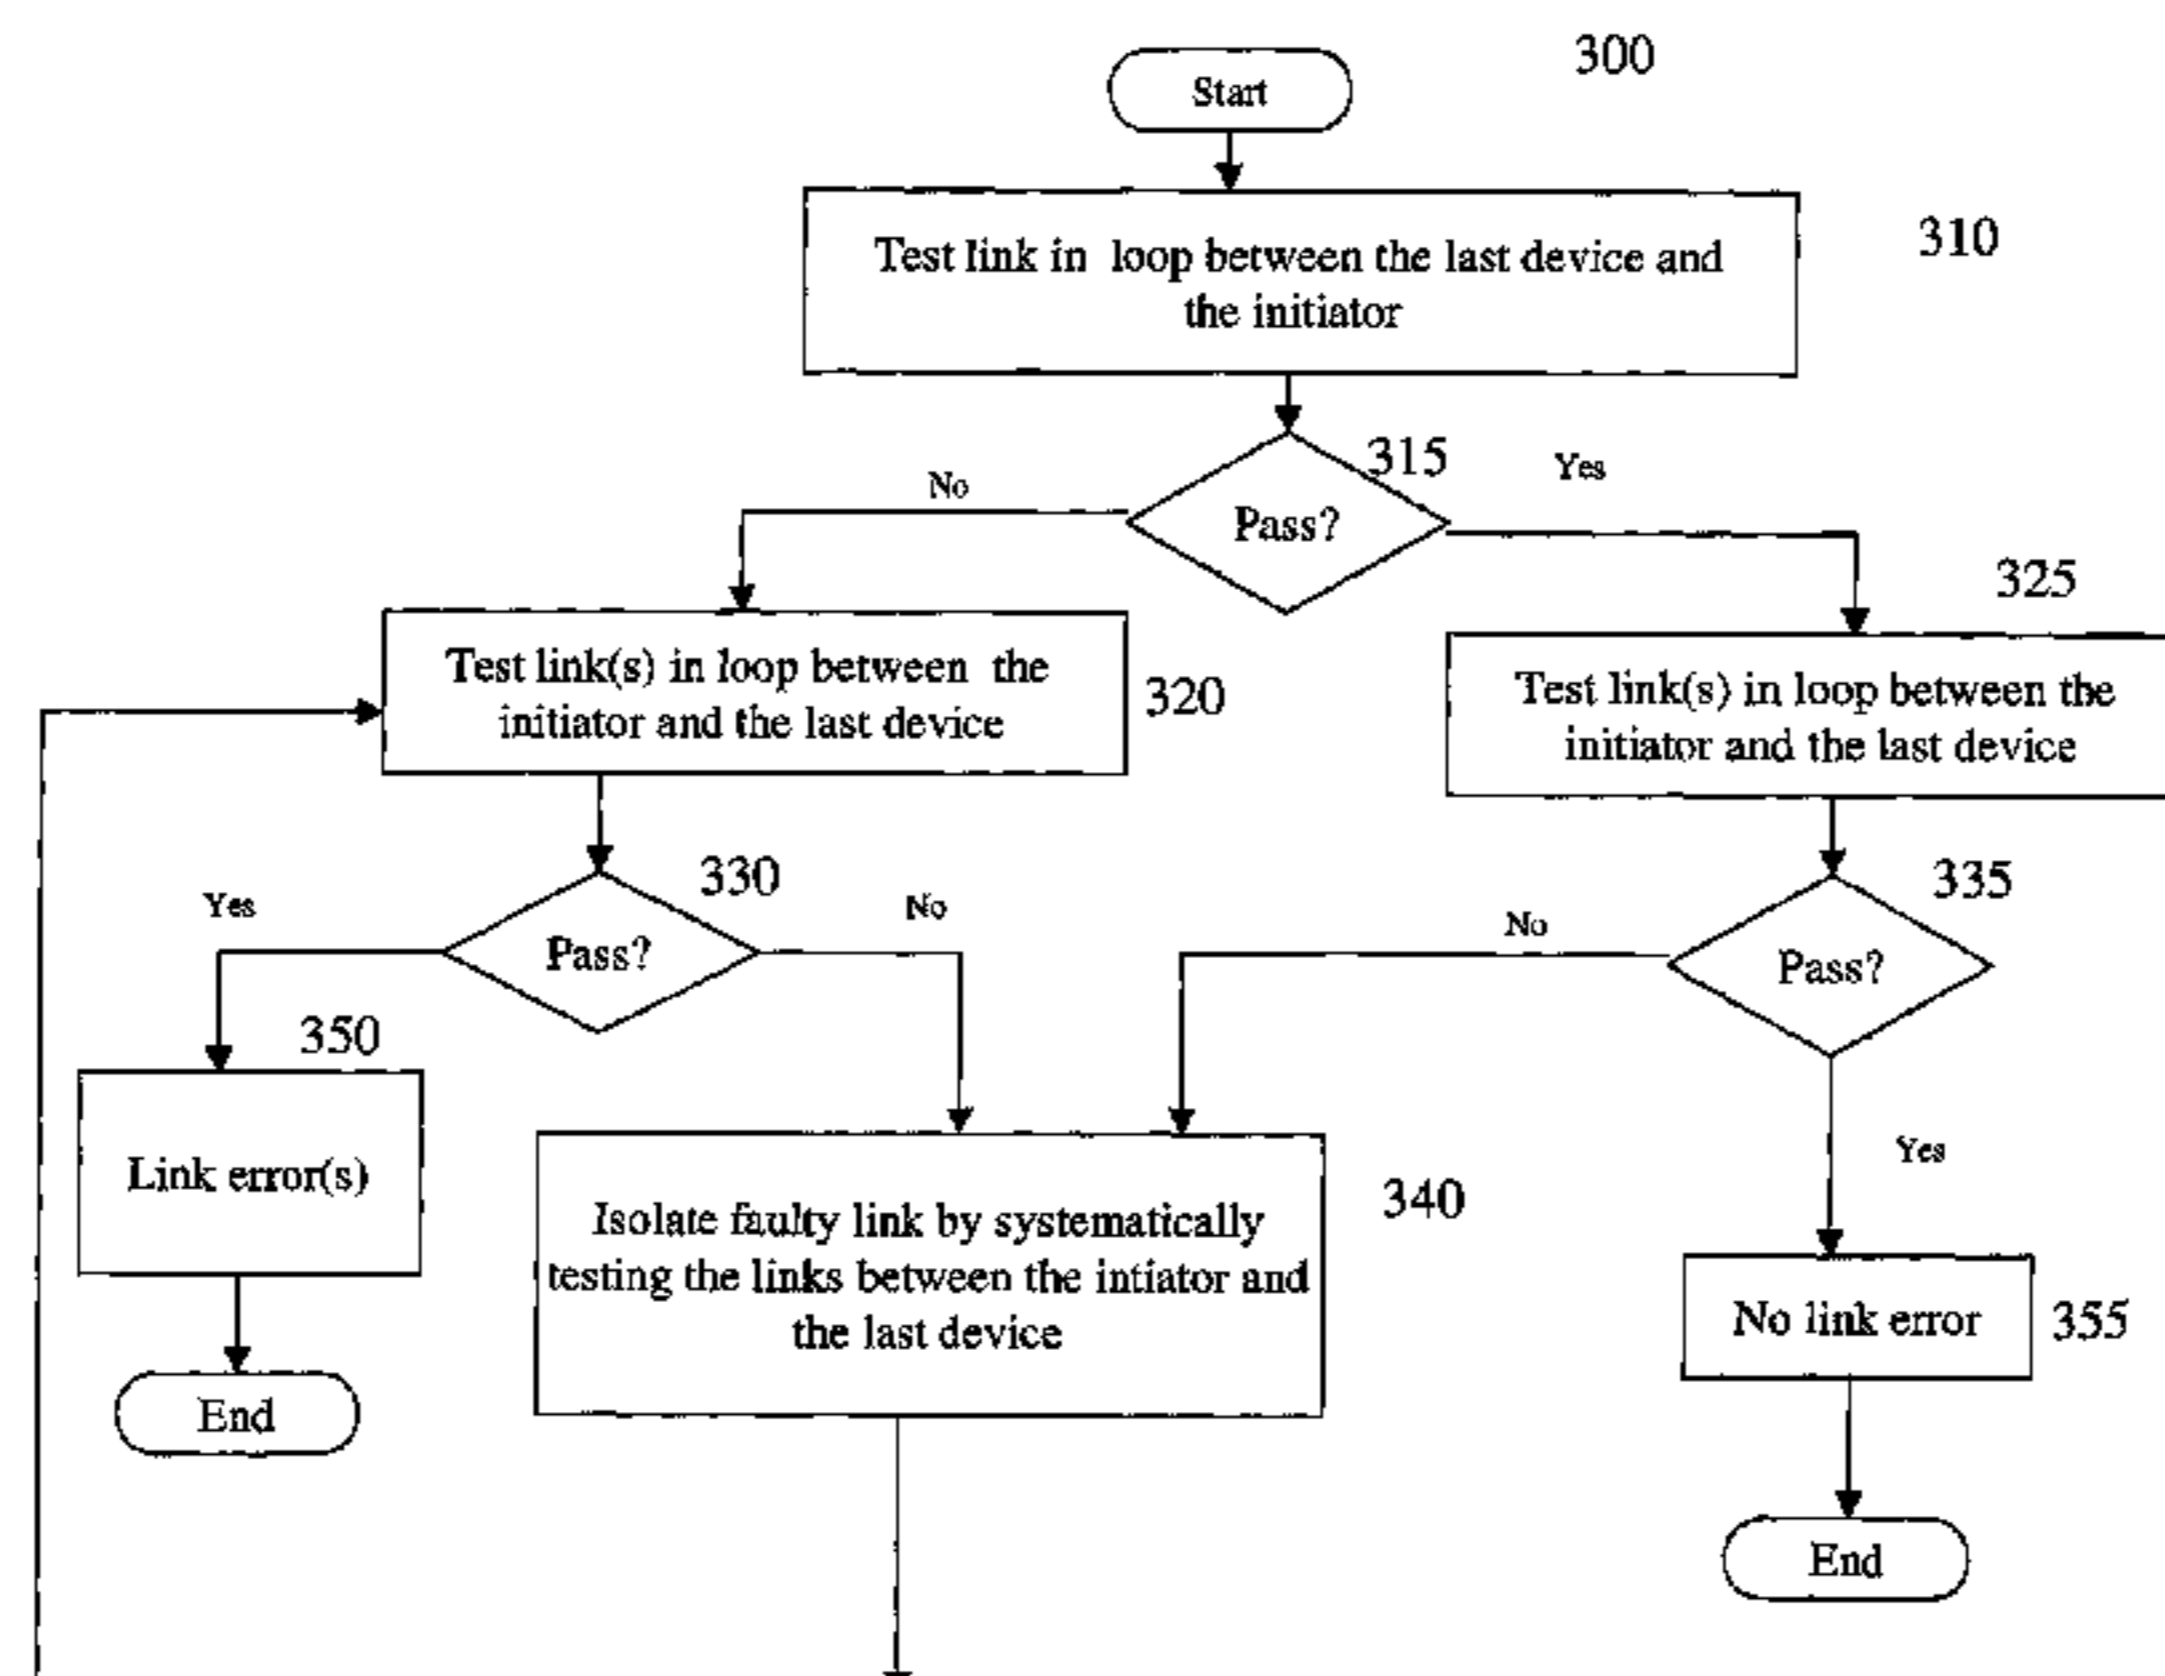 300
Start
310
Test link in loop between the last device and
the initiator
315
Pass?
No
Yes
325
Test link(s) in loop between the
initiator and the last device
320
Test link(s) in loop between the
initiator and the last device
330
335
Yes
Pass?
No
No
Pass?
350
Link error(s)
340
Isolate faulty link by systematically
testing the links between the intiator and
the last device
Yes
No link error
355
End
End